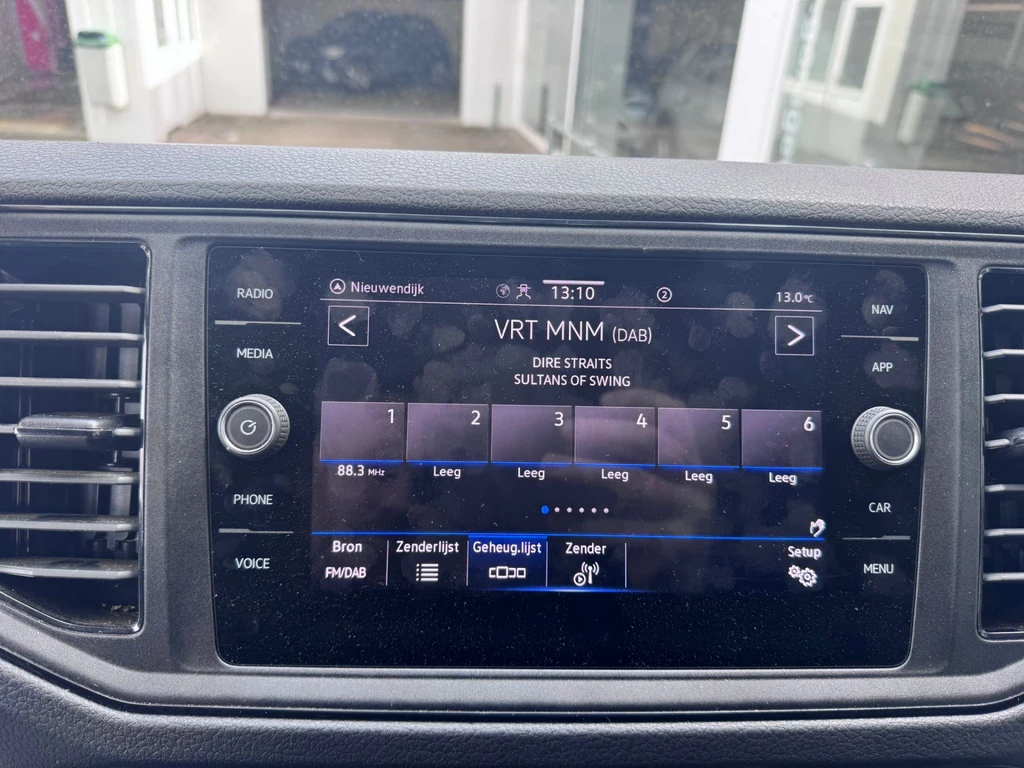 RADIO
MEDIA
PHONE
VOICE
Nieuwendijk
13:10
2
13.0°C
VRT MNM (DAB)
DIRE STRAITS
SULTANS OF SWING
1 2 3 4 5 6
88.3 MHz Leeg Leeg Leeg Leeg Leeg
Bron Zenderlijst Geheug.lijst Zender Setup
FM/DAB
NAV
APP
CAR
MENU